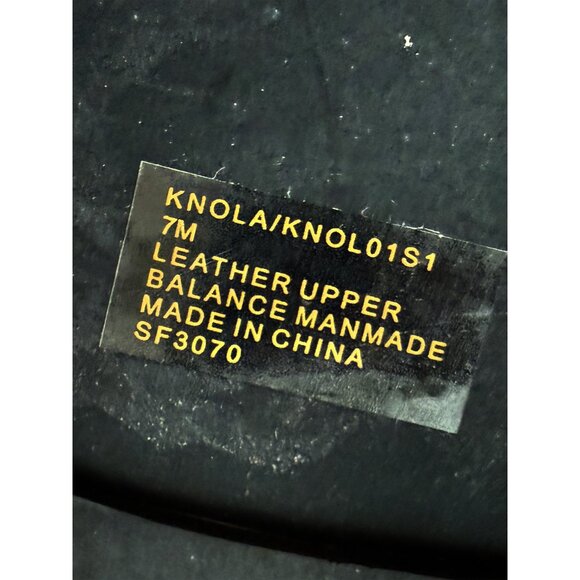 KNOLA/KNOL01S1
7M
LEATHER UPPER
BALANCE MANMADE
MADE IN CHINA
SF3070